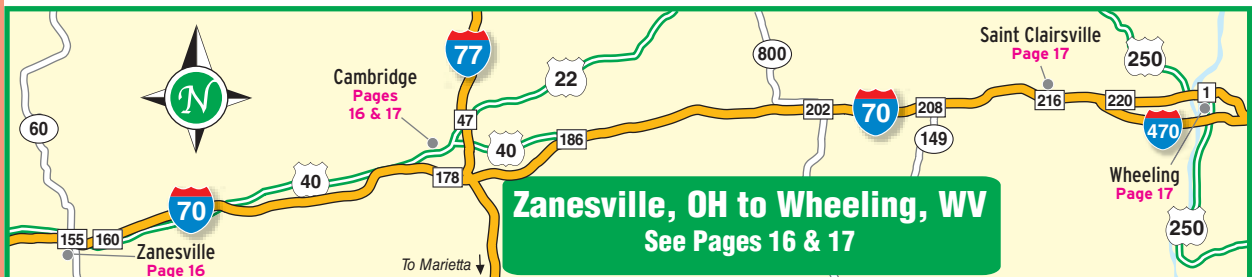 77
Saint Clairsville
Page 17
800
250
22
Cambridge
Pages
16 & 17
N
1
216
220
202
70
208
47
60
470
186
149
40
178
Wheeling
Page 17
40
70
Zanesville, OH to Wheeling, WV
See Pages 16 & 17
250
155
160
Zanesville
Page 16
To Marietta